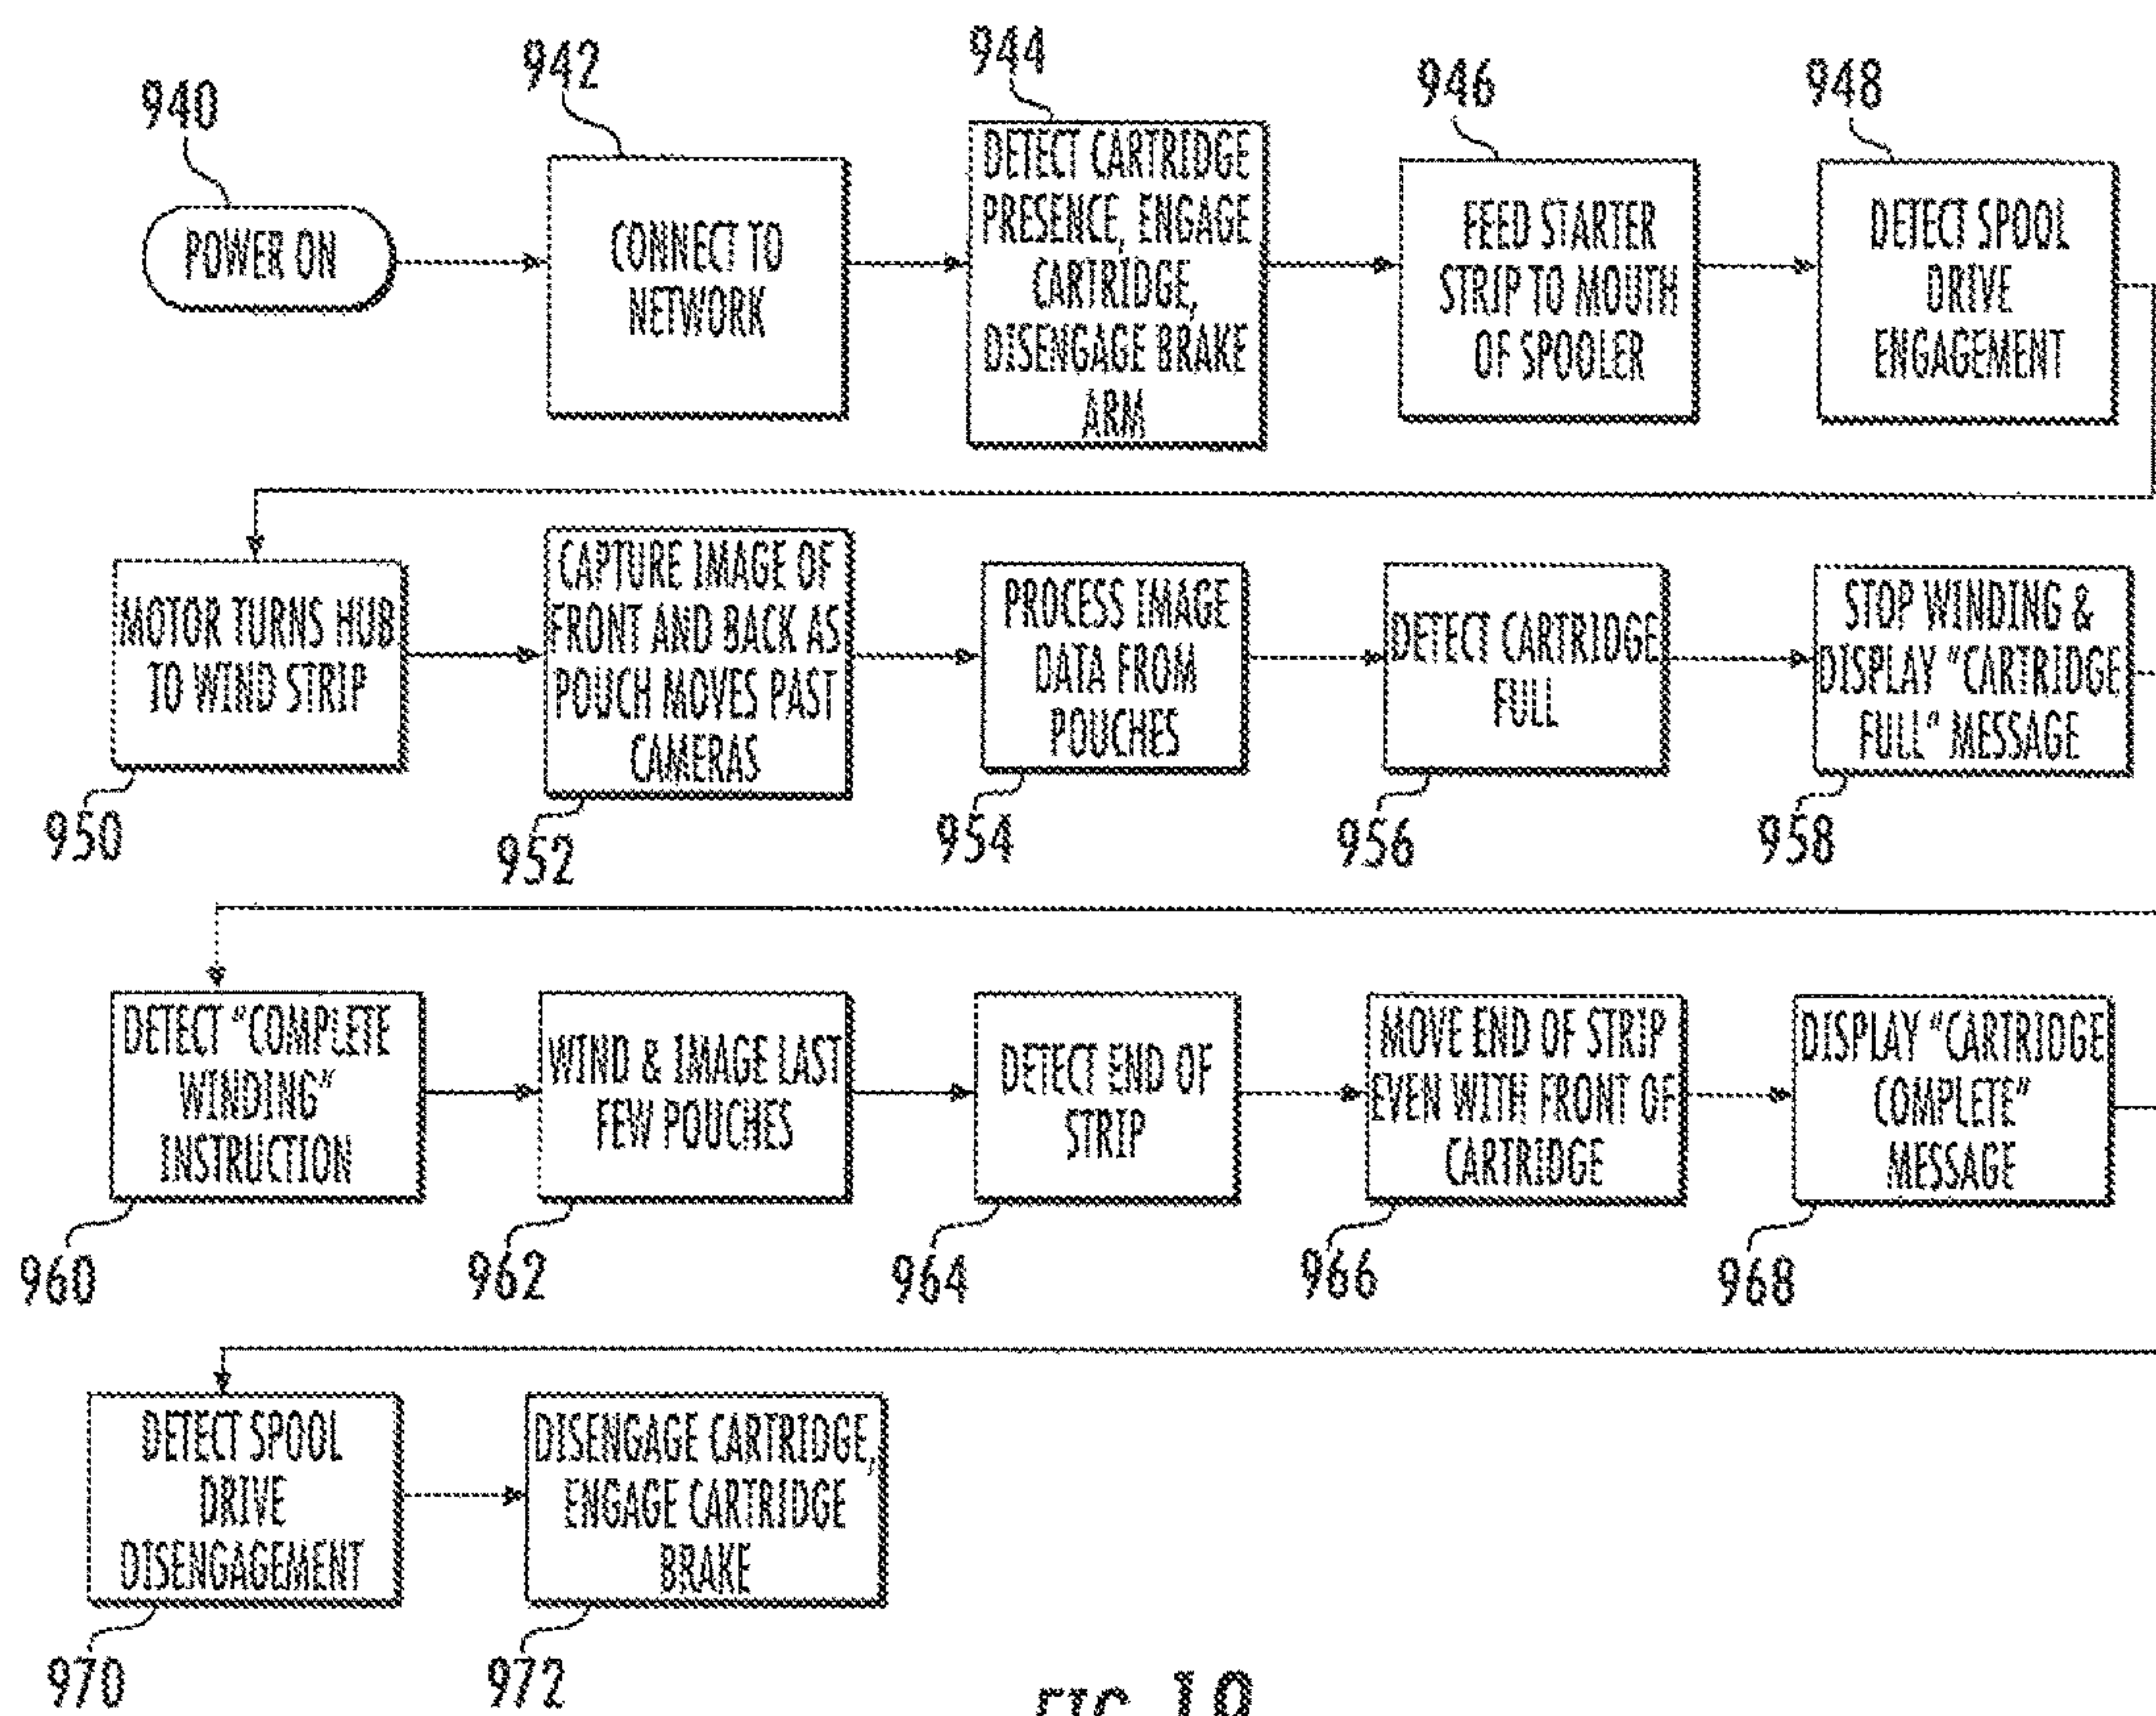 940
942
944
946
948
POWER ON
CONNECT TO
NETWORK
DETECT CARTRIDGE
PRESENCE, ENGAGE
CARTRIDGE,
DISENGAGE BRAKE
ARM
FEED STARTER
STRIP TO MOUTH
OF SPOOLER
DETECT SPOOL
DRIVE
ENGAGEMENT
MOTOR TURNS HUB
TO WIND STRIP
CAPTURE IMAGE OF
FRONT AND BACK AS
POUCH MOVES PAST
CAMERAS
PROCESS IMAGE
DATA FROM
POUCHES
DETECT CARTRIDGE
FULL
STOP WINDING &
DISPLAY "CARTRIDGE
FULL" MESSAGE
950
952
954
956
958
DETECT "COMPLETE
WINDING"
INSTRUCTION
WIND & IMAGE LAST
FEW POUCHES
DETECT END OF
STRIP
MOVE END OF STRIP
EVEN WITH FRONT OF
CARTRIDGE
DISPLAY "CARTRIDGE
COMPLETE"
MESSAGE
960
962
964
966
968
DETECT SPOOL
DRIVE
DISENGAGEMENT
DISENGAGE CARTRIDGE,
ENGAGE CARTRIDGE
BRAKE
970
972